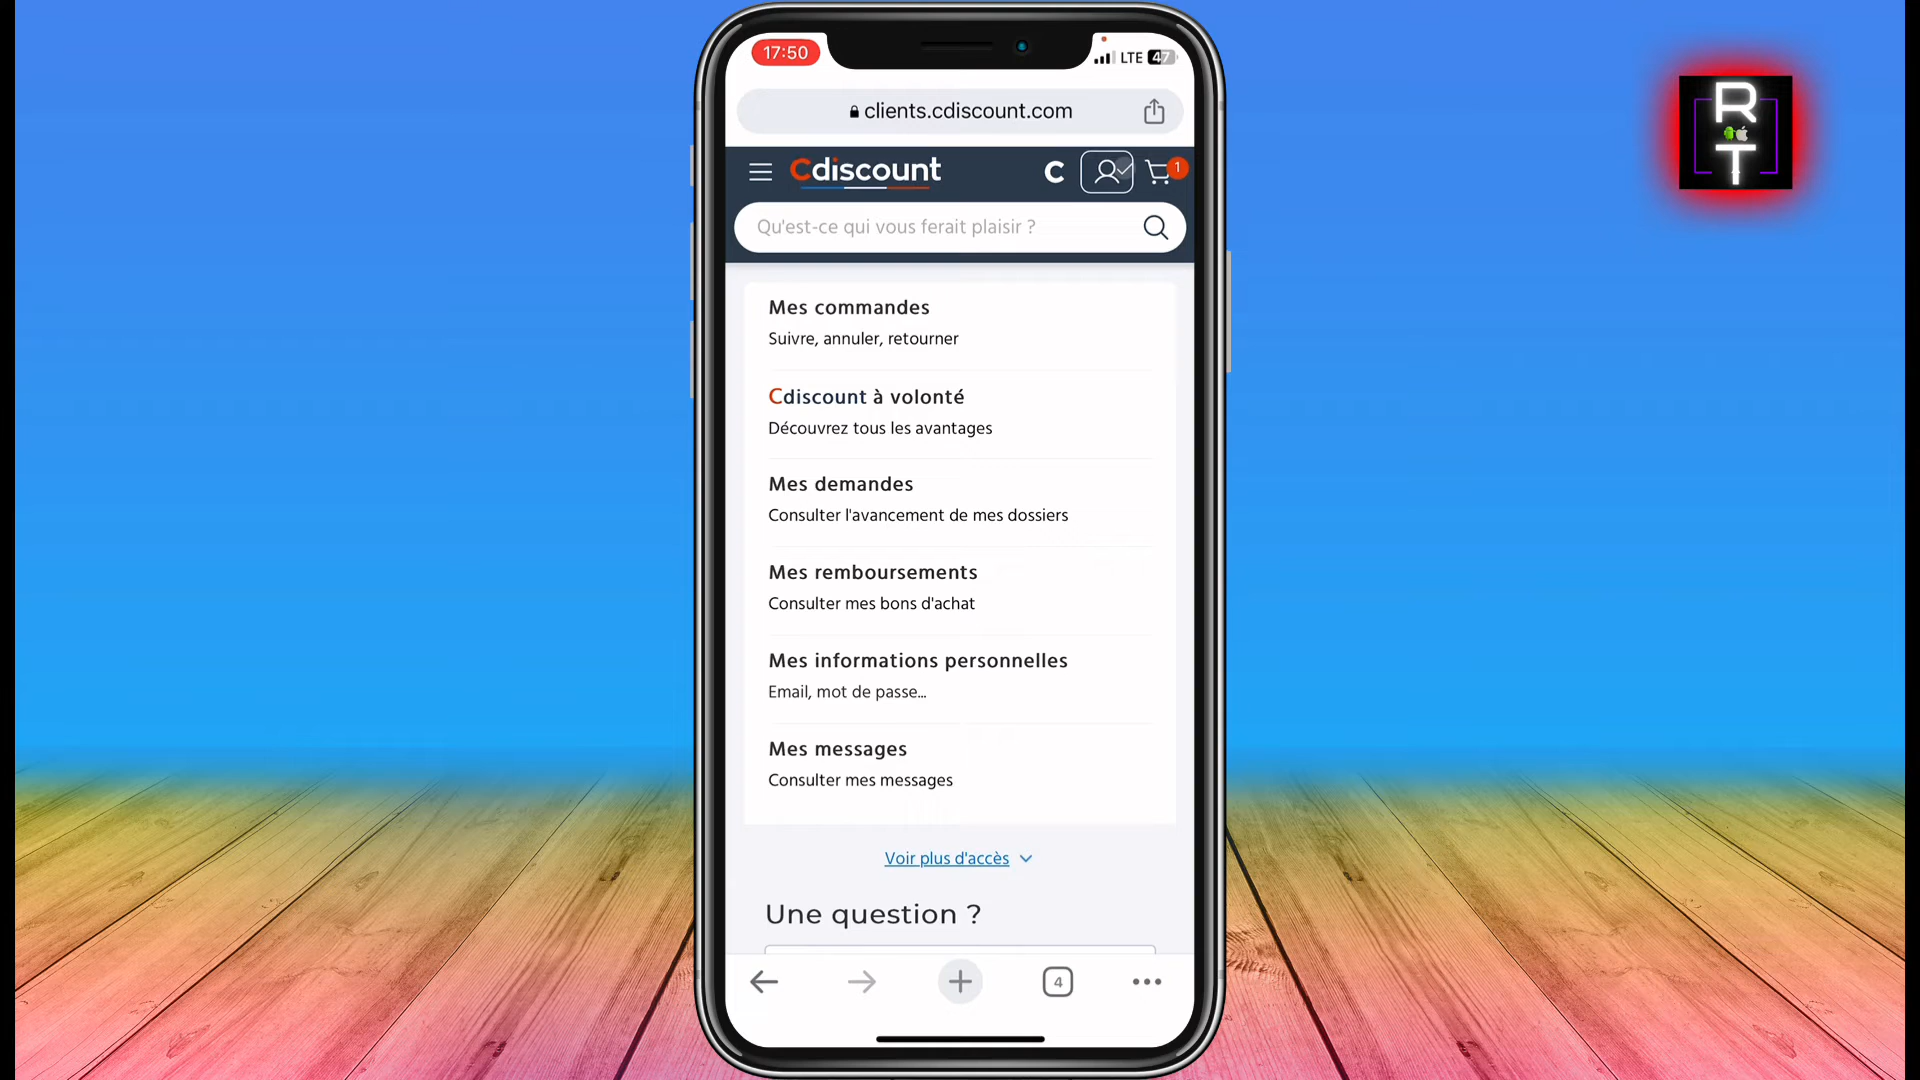 17:50
LTE 47
R
T
clients.cdiscount.com
Cdiscount
C
1
Qu'est-ce qui vous ferait plaisir ?
Mes commandes
Suivre, annuler, retourner
Cdiscount à volonté
Découvrez tous les avantages
Mes demandes
Consulter l'avancement de mes dossiers
Mes remboursements
Consulter mes bons d'achat
Mes informations personnelles
Email, mot de passe...
Mes messages
Consulter mes messages
Voir plus d'accès
Une question ?
4